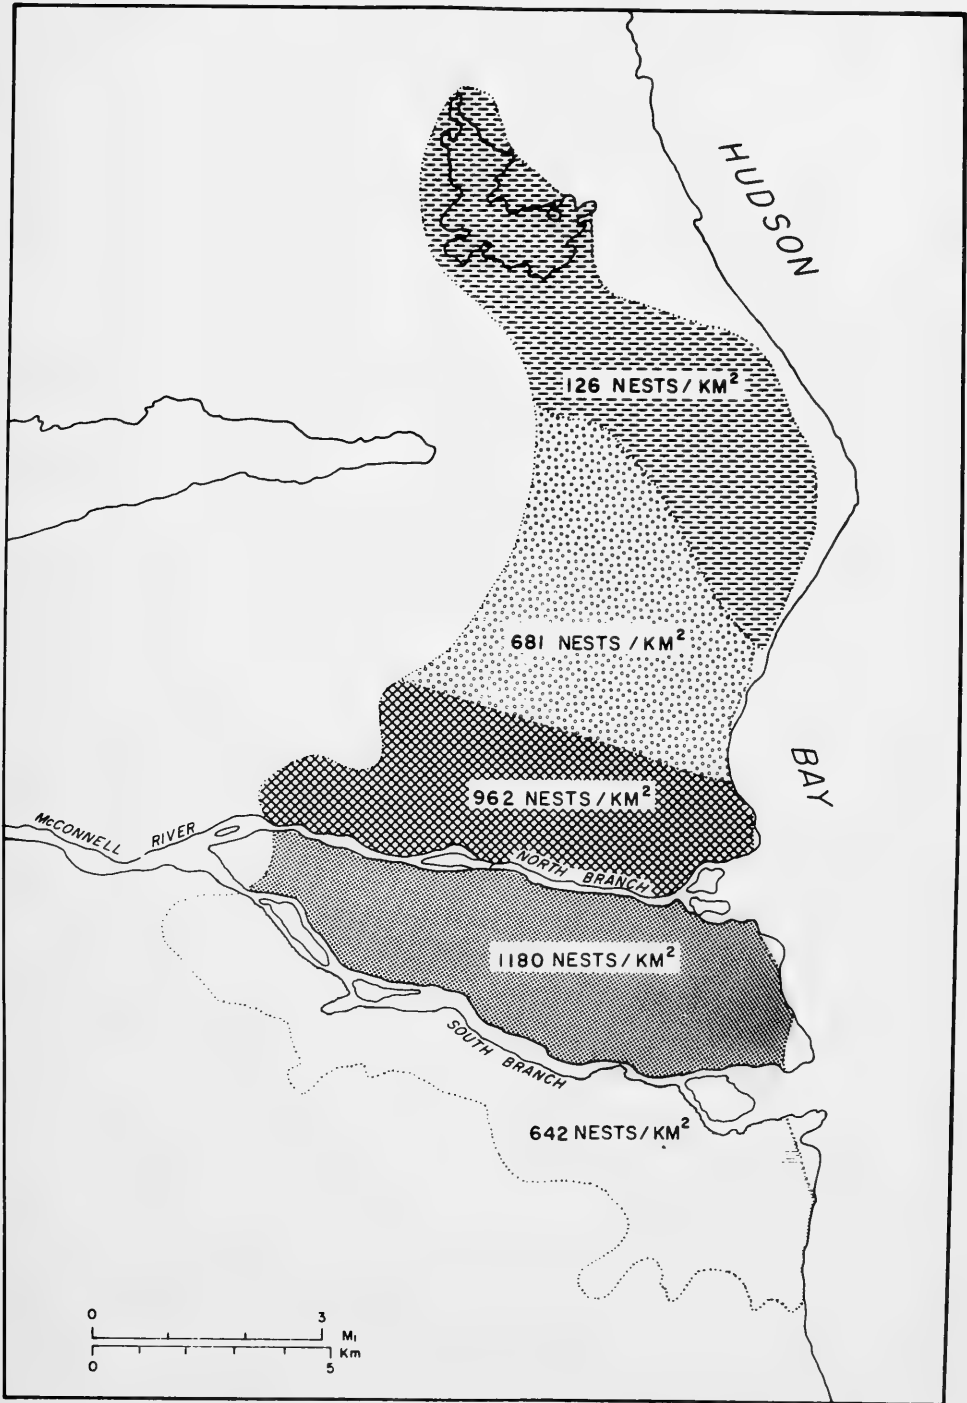 HUDSON
126 NESTS/KM²
681 NESTS/KM²
BAY
962 NESTS/KM²
McCONNELL RIVER
NORTH BRANCH
1180 NESTS/KM²
SOUTH BRANCH
642 NESTS/KM²
0 3
MI
Km
0 5